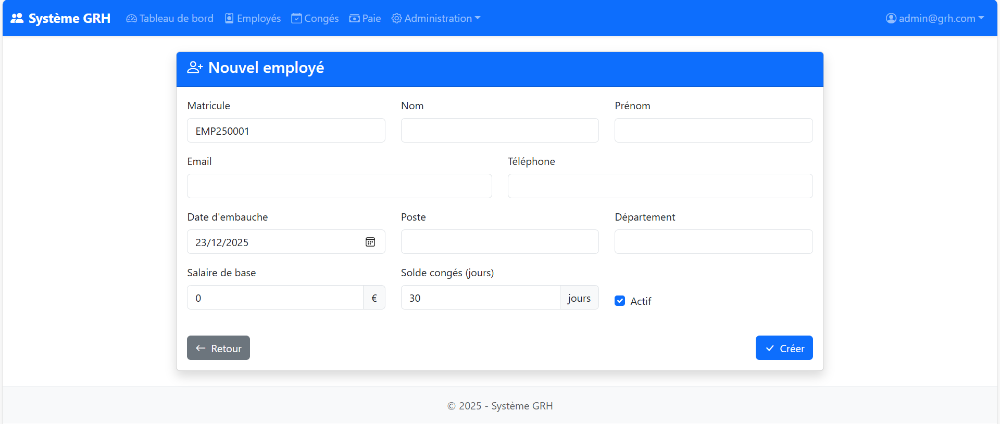 Système GRH Tableau de bord Employés Congés Paie Administration admin@grh.com
Nouvel employé
Matricule Nom Prénom
EMP250001
Email Téléphone
Date d'embauche Poste Département
23/12/2025
Salaire de base Solde congés (jours)
0 € 30 jours Actif
Retour Créer
© 2025 - Système GRH